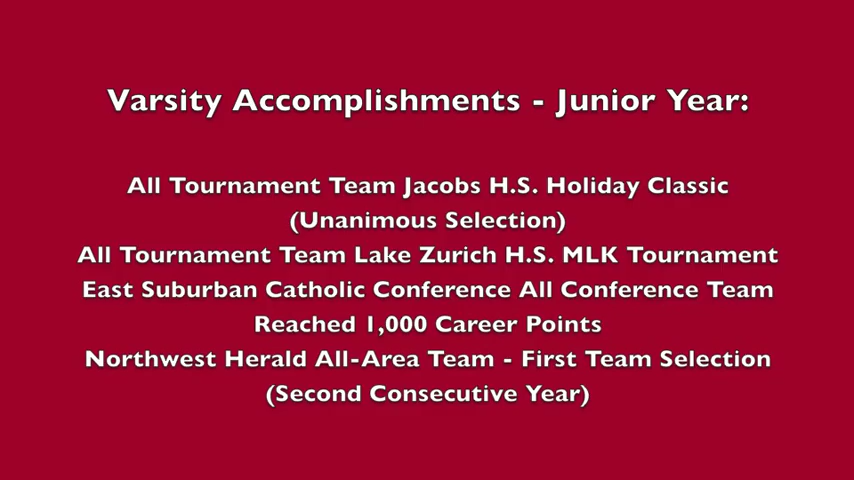 Varsity Accomplishments - Junior Year:
All Tournament Team Jacobs H.S. Holiday Classic
(Unanimous Selection)
All Tournament Team Lake Zurich H.S. MLK Tournament
East Suburban Catholic Conference All Conference Team
Reached 1,000 Career Points
Northwest Herald All-Area Team - First Team Selection
(Second Consecutive Year)